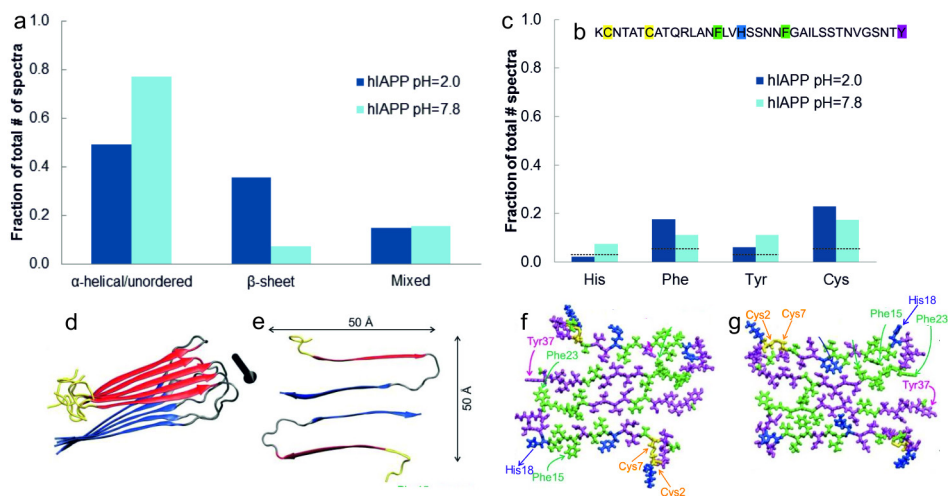 a
Fraction of total # of spectra
1.0
0.8
0.6
0.4
0.2
0.0
hIAPP pH=2.0
hIAPP pH=7.8
α-helical/unordered
β-sheet
Mixed
c
b
KCNTATCATQRLANFLVHSSNNFGAILSSTNVGSNTY
Fraction of total # spectra
1.0
0.8
0.6
0.4
0.2
0.0
hIAPP pH=2.0
hIAPP pH=7.8
His
Phe
Tyr
Cys
d
e
50 Å
50 Å
f
Tyr37
Phe23
His18
Phe15
Cys7
Cys2
g
Cys2
Cys7
His18
Phe15
Phe23
Tyr37